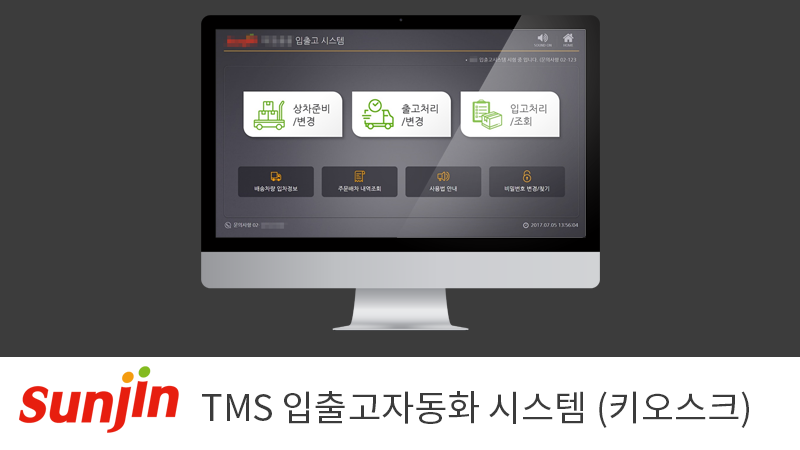 입출고 시스템
HOME
상차준비
/변경
출고처리
/변경
입고처리
/조회
배송차량 입차정보
주문배차 내역조회
사용법 안내
비밀번호 변경/찾기
문의사항 02-
2017.07.05 13:56:04
sunjin TMS 입출고자동화 시스템 (키오스크)